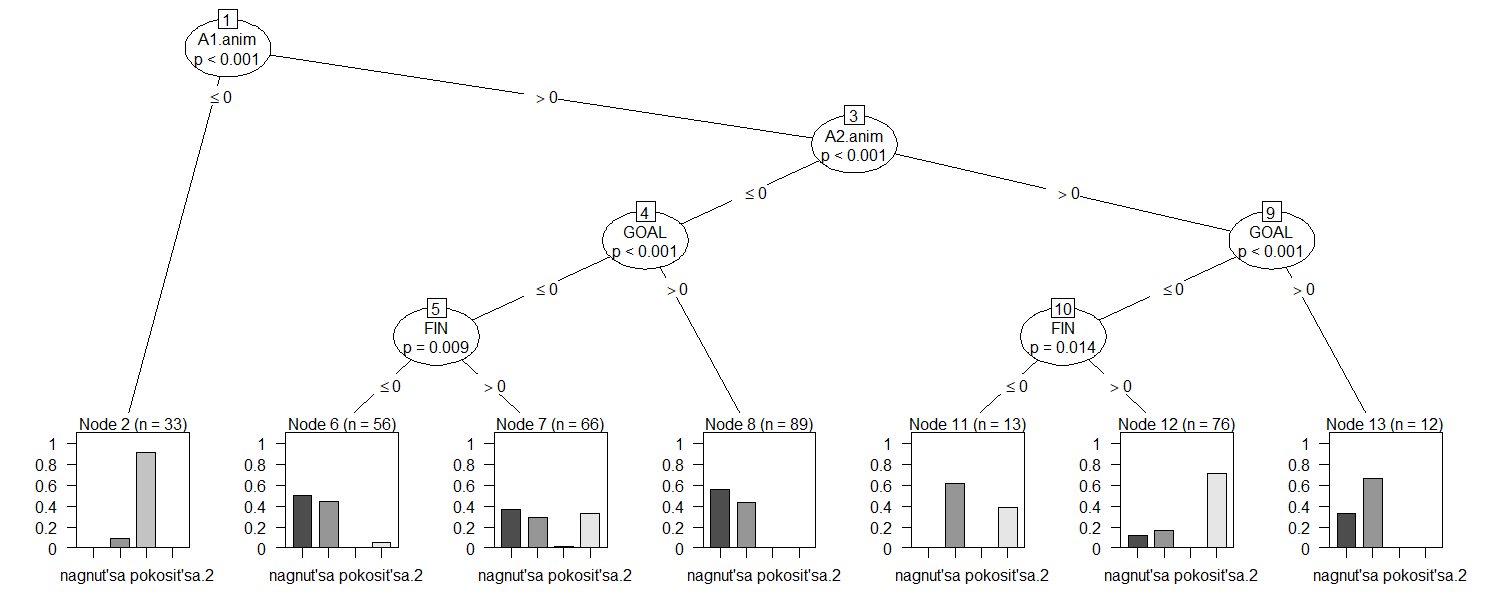 1
A1.anim
p < 0.001
≤ 0
> 0
3
A2.anim
p < 0.001
≤ 0
> 0
4
GOAL
p < 0.001
≤ 0
> 0
9
GOAL
p < 0.001
≤ 0
> 0
5
FIN
p = 0.009
≤ 0
> 0
10
FIN
p = 0.014
≤ 0
> 0
Node 2 (n = 33)
1
0.8
0.6
0.4
0.2
0
nagnut'sa pokosit'sa.2
Node 6 (n = 56)
1
0.8
0.6
0.4
0.2
0
nagnut'sa pokosit'sa.2
Node 7 (n = 66)
1
0.8
0.6
0.4
0.2
0
nagnut'sa pokosit'sa.2
Node 8 (n = 89)
1
0.8
0.6
0.4
0.2
0
nagnut'sa pokosit'sa.2
Node 11 (n = 13)
1
0.8
0.6
0.4
0.2
0
nagnut'sa pokosit'sa.2
Node 12 (n = 76)
1
0.8
0.6
0.4
0.2
0
nagnut'sa pokosit'sa.2
Node 13 (n = 12)
1
0.8
0.6
0.4
0.2
0
nagnut'sa pokosit'sa.2